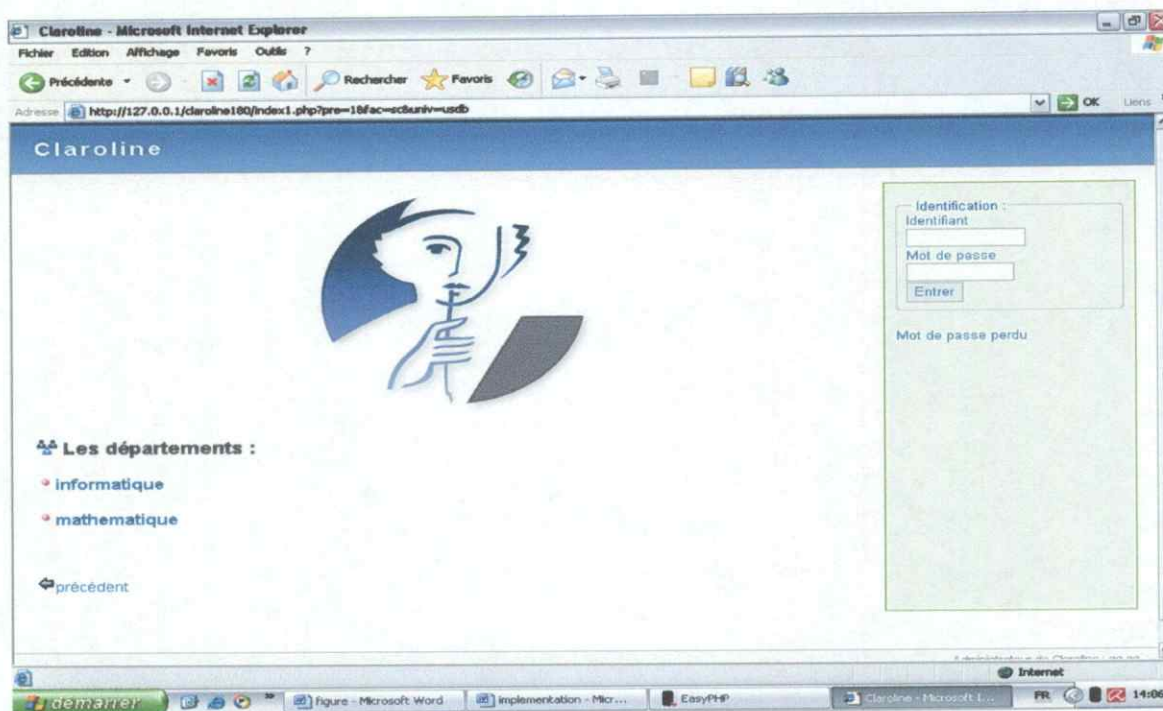 Claroline - Microsoft Internet Explorer
Fichier Edition Affichage Favoris Outils ?
Précédente Rechercher Favoris
Adresse http://127.0.0.1/claroline180/index1.php?pre=1&fac=sc&univ=usdb OK Liens
Claroline
Identification :
Identifiant
Mot de passe
Entrer
Mot de passe perdu
Les départements :
informatique
mathematique
précédent
Internet
démarrer figure - Microsoft Word implementation - Micr... EasyPHP Claroline - Microsoft I... FR 14:06